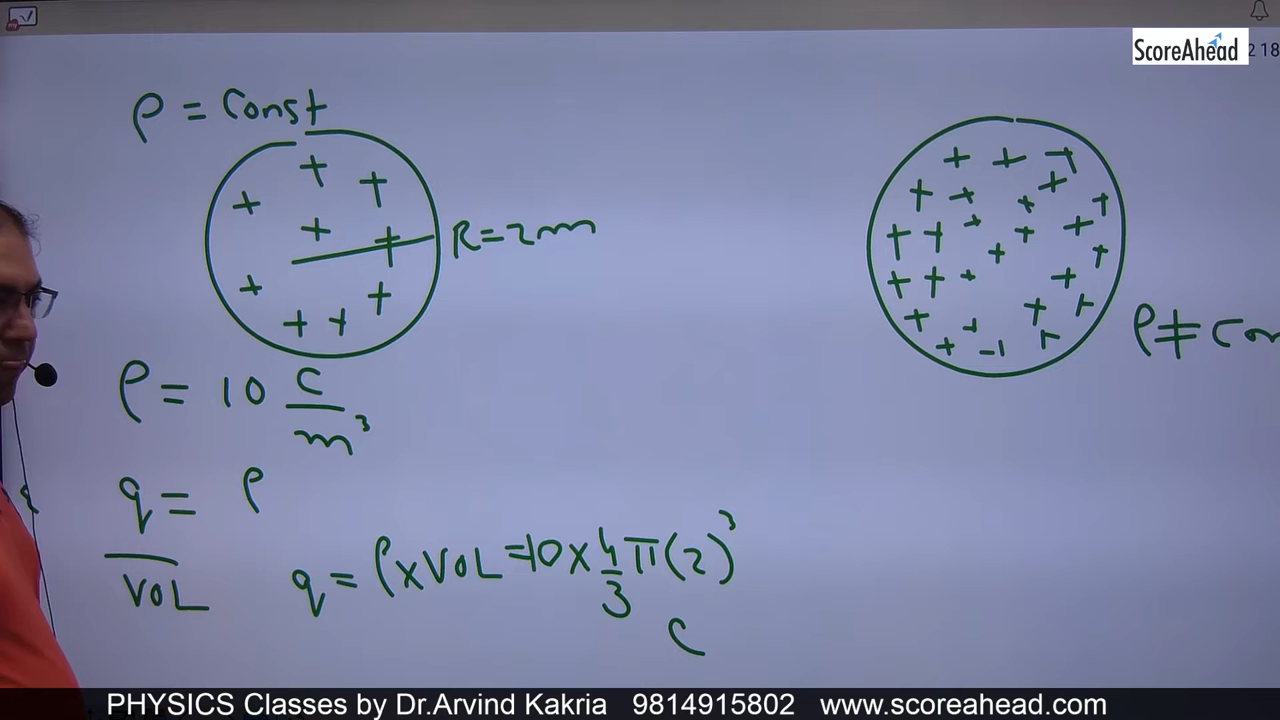 ScoreAhead
218
ρ = Const
R = 2m
ρ ≠ Con
ρ = 10 C/m³
q/VOL = ρ
q = ρ x VOL = 10 x 4/3 π (2)³
C
PHYSICS Classes by Dr.Arvind Kakria 9814915802 www.scoreahead.com